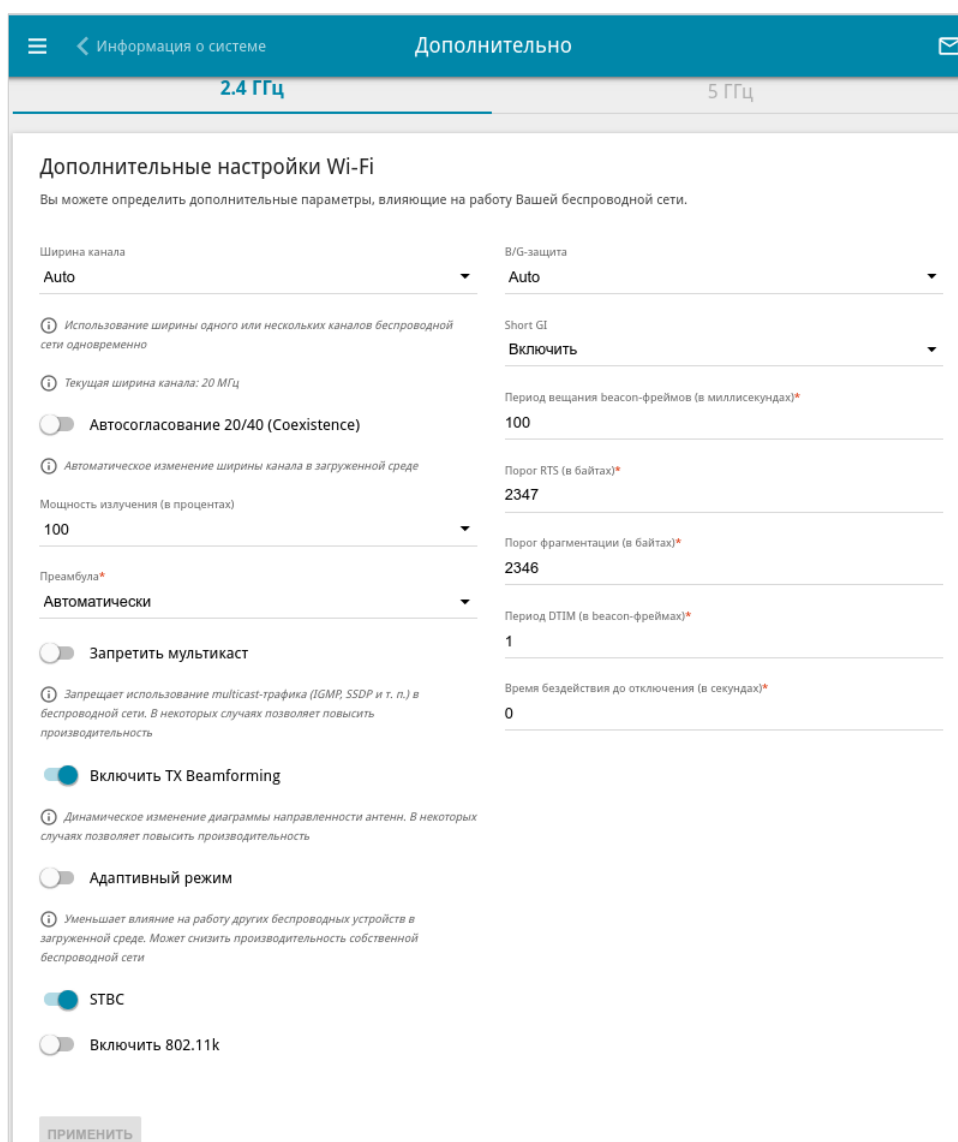 Информация о системе
Дополнительно
2.4 ГГц
5 ГГц
Дополнительные настройки Wi-Fi
Вы можете определить дополнительные параметры, влияющие на работу Вашей беспроводной сети.
Ширина канала
Auto
Использование ширины одного или нескольких каналов беспроводной
сети одновременно
Текущая ширина канала: 20 МГц
Автосогласование 20/40 (Coexistence)
Автоматическое изменение ширины канала в загруженной среде
Мощность излучения (в процентах)
100
Преамбула*
Автоматически
Запретить мультикаст
Запрещает использование multicast-трафика (IGMP, SSDP и т. п.) в
беспроводной сети. В некоторых случаях позволяет повысить
производительность
Включить TX Beamforming
Динамическое изменение диаграммы направленности антенн. В некоторых
случаях позволяет повысить производительность
Адаптивный режим
Уменьшает влияние на работу других беспроводных устройств в
загруженной среде. Может снизить производительность собственной
беспроводной сети
STBC
Включить 802.11k
ПРИМЕНИТЬ
B/G-защита
Auto
Short GI
Включить
Период вещания beacon-фреймов (в миллисекундах)*
100
Порог RTS (в байтах)*
2347
Порог фрагментации (в байтах)*
2346
Период DTIM (в beacon-фреймах)*
1
Время бездействия до отключения (в секундах)*
0